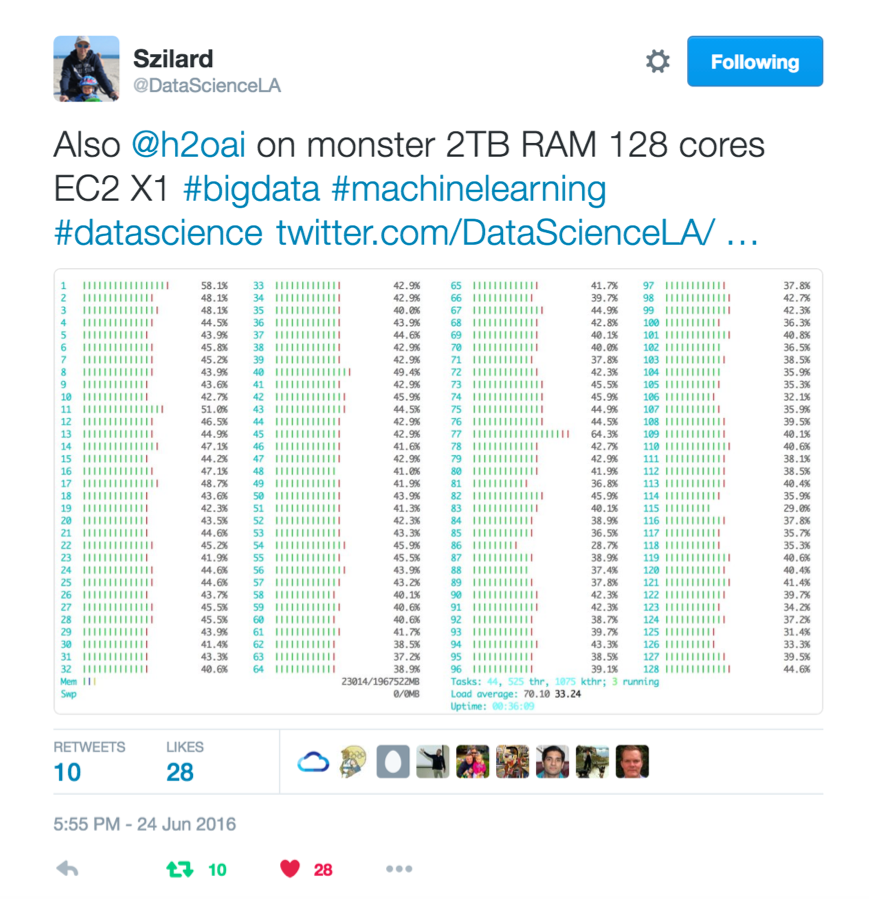 Szilard
@DataScienceLA
Following
Also @h2oai on monster 2TB RAM 128 cores
EC2 X1 #bigdata #machinelearning
#datascience twitter.com/DataScienceLA/ …
1 58.1% 33 42.9% 65 41.7% 97 37.8%
2 48.1% 34 42.9% 66 39.7% 98 42.7%
3 48.1% 35 40.0% 67 44.9% 99 42.3%
4 44.5% 36 43.9% 68 42.8% 100 36.3%
5 43.9% 37 44.6% 69 40.1% 101 40.8%
6 45.8% 38 42.9% 70 40.0% 102 36.5%
7 45.2% 39 42.9% 71 37.8% 103 38.5%
8 43.9% 40 49.4% 72 42.3% 104 35.9%
9 43.6% 41 42.9% 73 45.5% 105 35.3%
10 42.7% 42 45.9% 74 45.9% 106 32.1%
11 51.0% 43 44.5% 75 44.9% 107 35.9%
12 46.5% 44 42.9% 76 44.5% 108 39.5%
13 44.9% 45 42.9% 77 64.3% 109 40.1%
14 47.1% 46 41.6% 78 42.7% 110 40.6%
15 44.2% 47 42.9% 79 42.9% 111 38.1%
16 47.1% 48 41.0% 80 41.9% 112 38.5%
17 48.7% 49 41.9% 81 36.8% 113 40.4%
18 43.6% 50 43.9% 82 45.9% 114 35.9%
19 42.3% 51 41.3% 83 40.1% 115 29.0%
20 43.5% 52 42.3% 84 38.9% 116 37.8%
21 44.6% 53 43.3% 85 36.5% 117 35.7%
22 45.2% 54 45.9% 86 28.7% 118 35.3%
23 41.9% 55 45.5% 87 38.9% 119 40.6%
24 44.6% 56 43.9% 88 37.4% 120 40.4%
25 44.6% 57 43.2% 89 37.8% 121 41.4%
26 43.7% 58 40.1% 90 42.3% 122 39.7%
27 45.5% 59 40.6% 91 42.3% 123 34.2%
28 45.5% 60 40.6% 92 38.7% 124 37.2%
29 43.9% 61 41.7% 93 39.7% 125 31.4%
30 41.4% 62 38.5% 94 43.3% 126 33.3%
31 43.3% 63 37.2% 95 38.5% 127 39.5%
32 40.6% 64 38.9% 96 39.1% 128 44.6%
Mem 23014/1967522MB Tasks: 44, 525 thr, 1075 kthr; 3 running
Swp 0/0MB Load average: 70.10 33.24
Uptime: 00:36:09
RETWEETS LIKES
10 28
5:55 PM - 24 Jun 2016
10 28